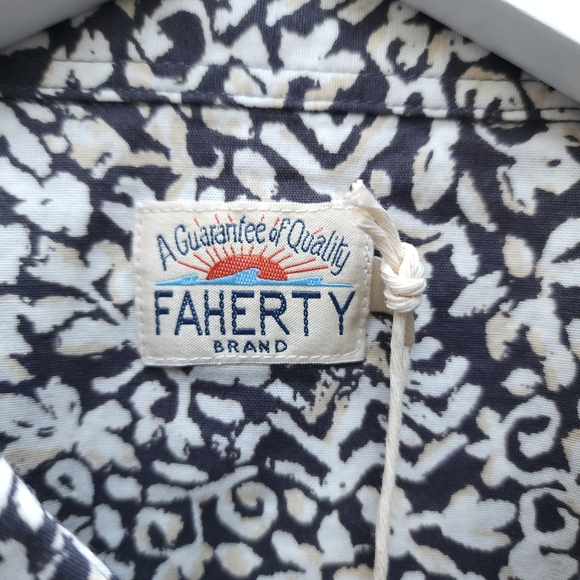 A Guarantee of Quality
FAHERTY
BRAND